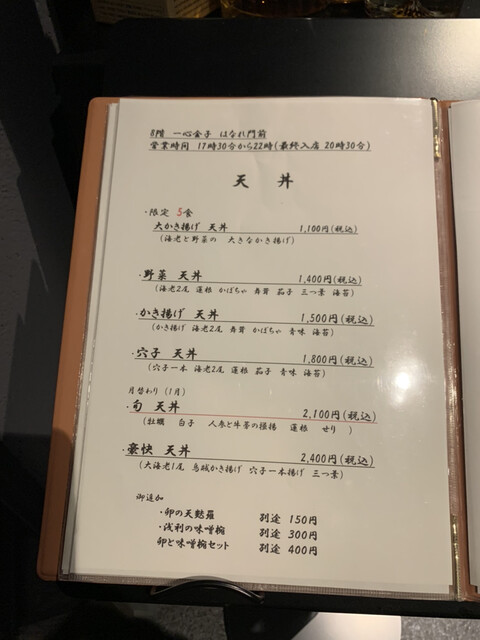 8階 一心金子 はなれ門前
営業時間 17時30分から22時(最終入店 20時30分)
天 丼
・限定 5食
大かき揚げ 天丼 1,100円(税込)
(海老と野菜の 大きなかき揚げ)
・野菜 天丼 1,400円(税込)
(海老2尾 蓮根 かぼちゃ 舞茸 茄子 三つ葉 海苔)
・かき揚げ 天丼 1,500円(税込)
(かき揚げ 海老2尾 舞茸 かぼちゃ 青味 海苔)
・穴子 天丼 1,800円(税込)
(穴子一本 海老2尾 蓮根 茄子 青味 海苔)
月替わり (1月)
・旬 天丼 2,100円(税込)
(牡蠣 白子 人参と牛蒡の掻揚 蓮根 せり )
・豪快 天丼 2,400円(税込)
(大海老1尾 烏賊かき揚げ 穴子一本揚げ 三つ葉)
御追加
・卵の天麩羅 別途 150円
・浅利の味噌椀 別途 300円
卵と味噌椀セット 別途 400円